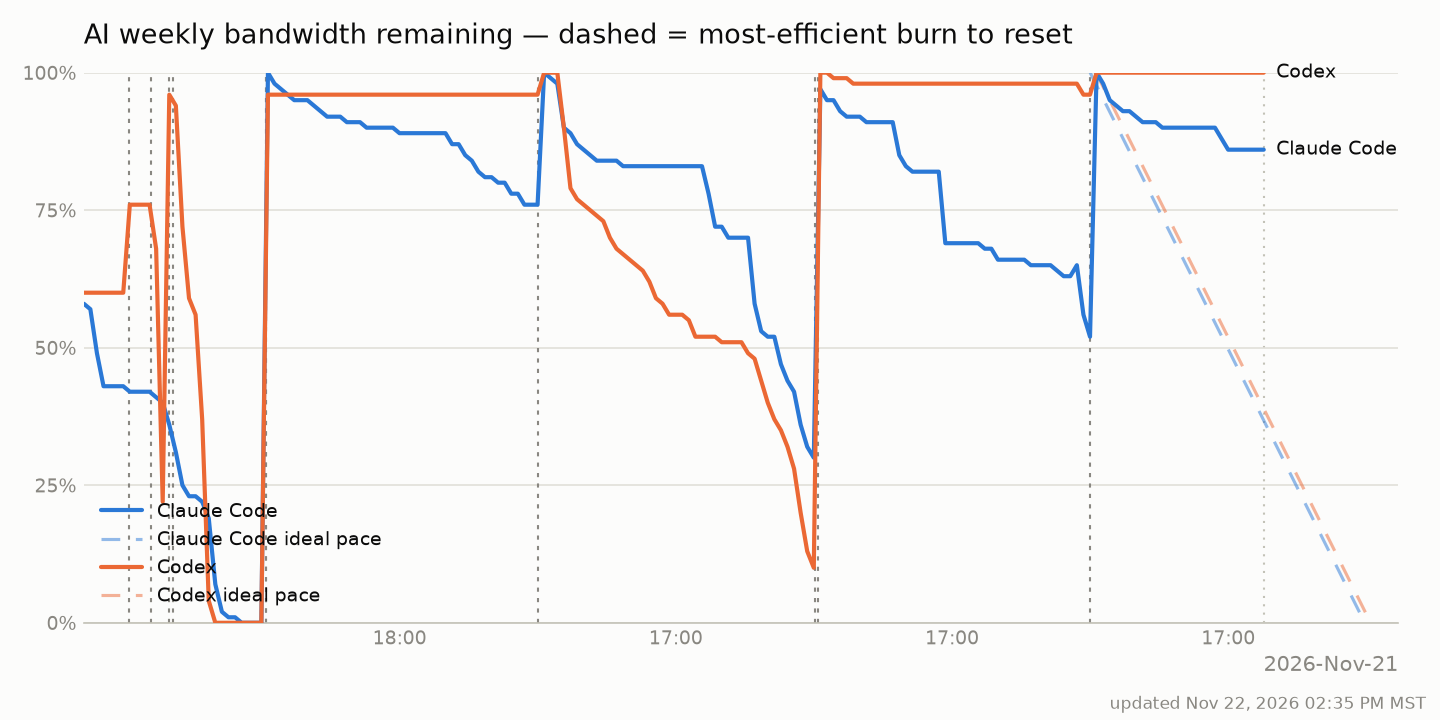 AI weekly bandwidth remaining — dashed = most-efficient burn to reset
100%
75%
50%
25%
0%
Codex
Claude Code
Claude Code
Claude Code ideal pace
Codex
Codex ideal pace
18:00
17:00
17:00
17:00
2026-Nov-21
updated Nov 22, 2026 02:35 PM MST